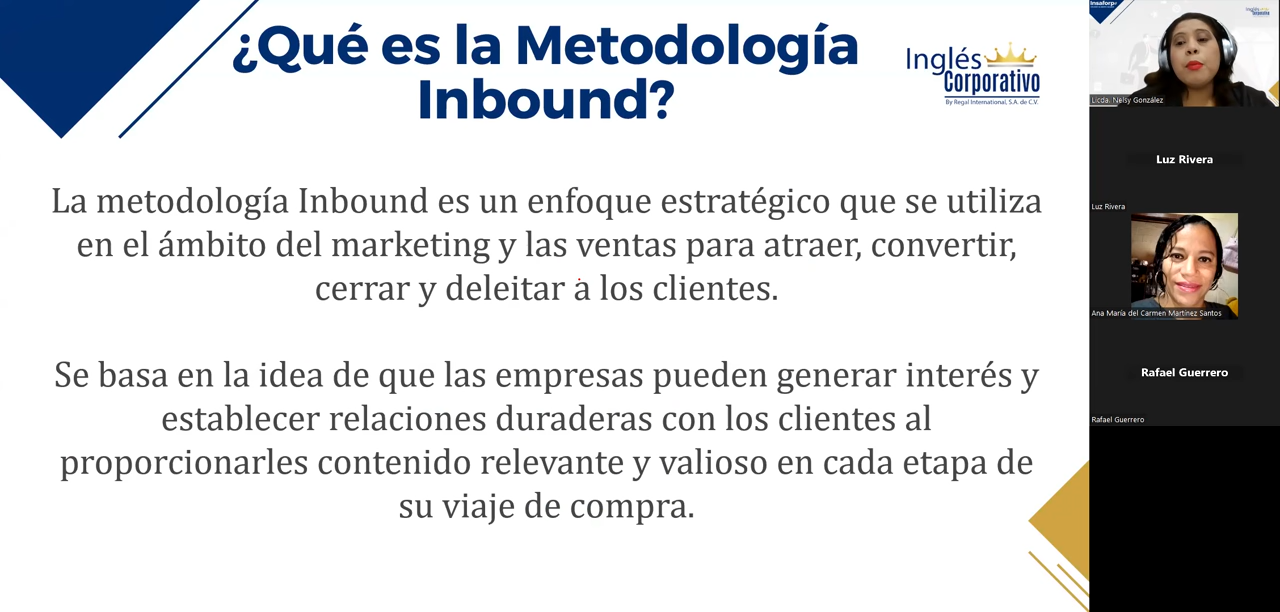 ¿Qué es la Metodología
Inbound?
Inglés
Corporativo
By Regal International, S.A. de C.V.
La metodología Inbound es un enfoque estratégico que se utiliza
en el ámbito del marketing y las ventas para atraer, convertir,
cerrar y deleitar a los clientes.
Se basa en la idea de que las empresas pueden generar interés y
establecer relaciones duraderas con los clientes al
proporcionarles contenido relevante y valioso en cada etapa de
su viaje de compra.
Insaforp
Inglés
Corporativo
Licda. Nelsy González
Luz Rivera
Luz Rivera
Ana María del Carmen Martinez Santos
Rafael Guerrero
Rafael Guerrero